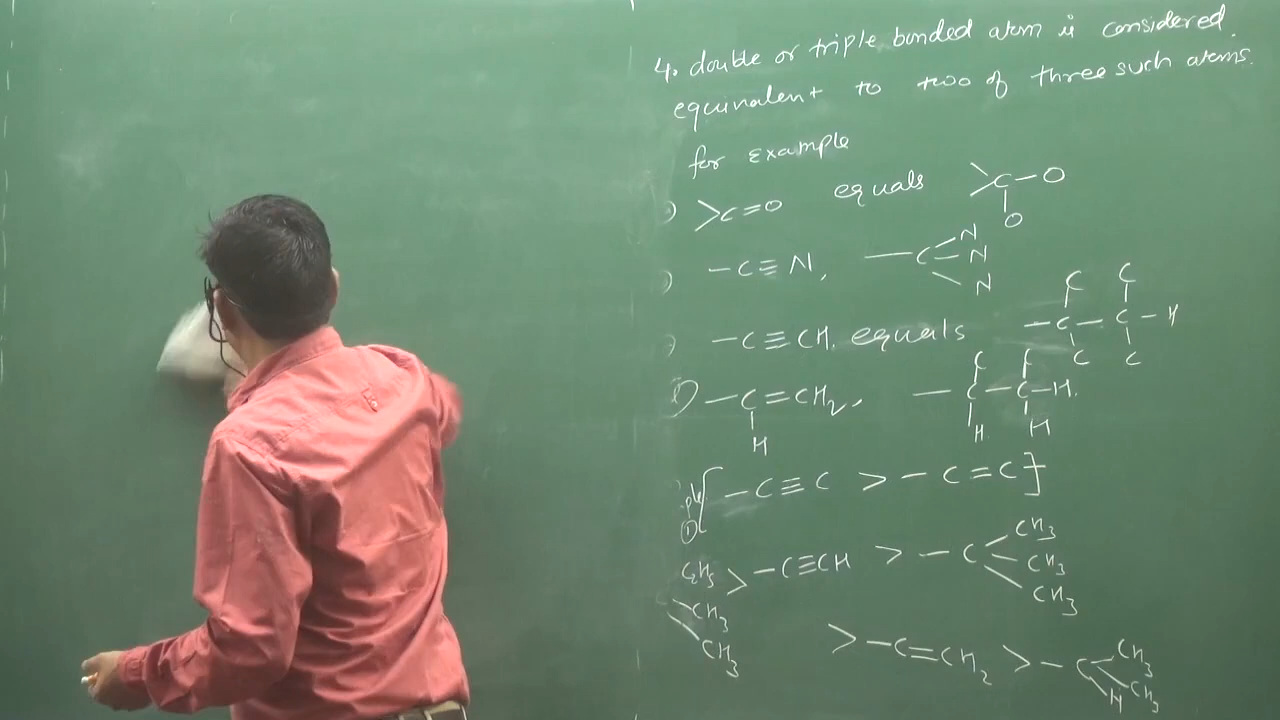 4. double or triple bonded atom is considered.
equivalent to two of three such atoms.
for example
>C=O equals >C-O
O
-C≡N, -C N
N
N
-C≡CH. equals -C-C-H
C C
C C
-C=CH2, -C-C-H.
H
C C
H H
[-C≡C > -C=C]
C2H5 > -C≡CH > -C CH3
CH3
CH3
CH3
CH3
> -C=CH2 > -C CH3
CH3
H